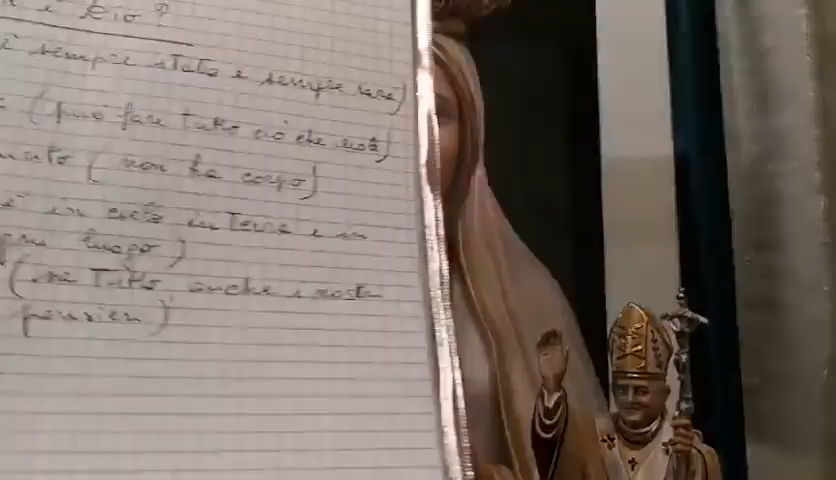 è Dio?
è sempre stato e sempre sarà)
(può fare tutto ciò che vuole)
(non ha corpo)
è in cielo in Terra e in
luogo)
(sa Tutto anche i nostri
pensieri)